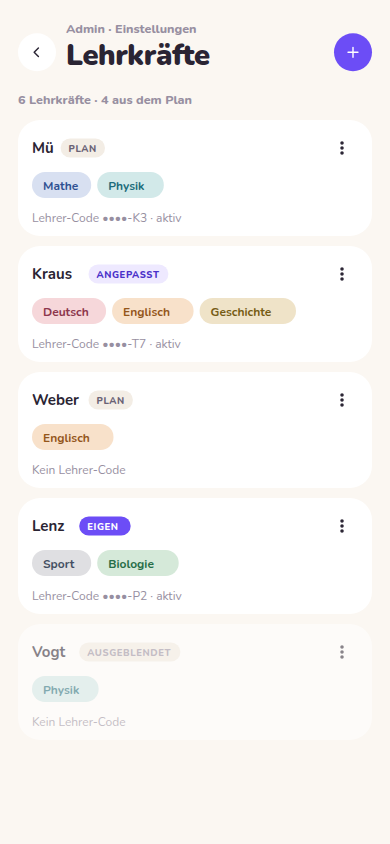 Admin · Einstellungen
Lehrkräfte
6 Lehrkräfte · 4 aus dem Plan
Mü PLAN
Mathe Physik
Lehrer-Code ●●●●-K3 · aktiv
Kraus ANGEPASST
Deutsch Englisch Geschichte
Lehrer-Code ●●●●-T7 · aktiv
Weber PLAN
Englisch
Kein Lehrer-Code
Lenz EIGEN
Sport Biologie
Lehrer-Code ●●●●-P2 · aktiv
Vogt AUSGEBLENDET
Physik
Kein Lehrer-Code